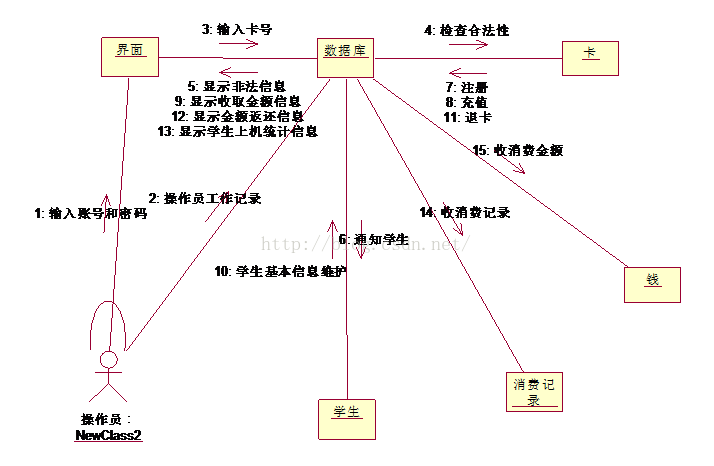 3: 输入卡号
4: 检查合法性
界面
数据库
卡
5: 显示非法信息
9: 显示收取金额信息
12: 显示金额返还信息
13: 显示学生上机统计信息
7: 注册
8: 充值
11: 退卡
15: 收消费金额
2: 操作员工作记录
1: 输入账号和密码
14: 收消费记录
6: 通知学生
http://blog.csdn.net/
10: 学生基本信息维护
钱
消费记
录
学生
操作员 :
NewClass2